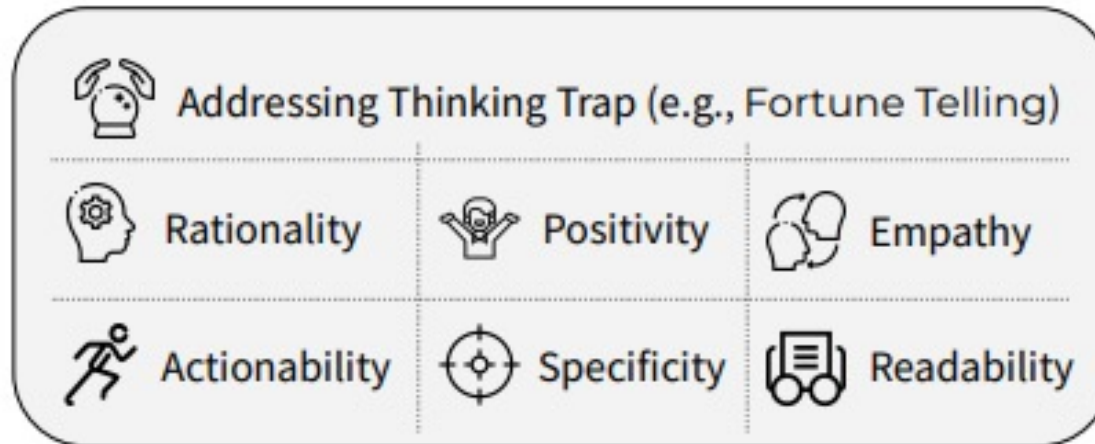 Addressing Thinking Trap (e.g., Fortune Telling)
Rationality
Positivity
Empathy
Actionability
Specificity
Readability